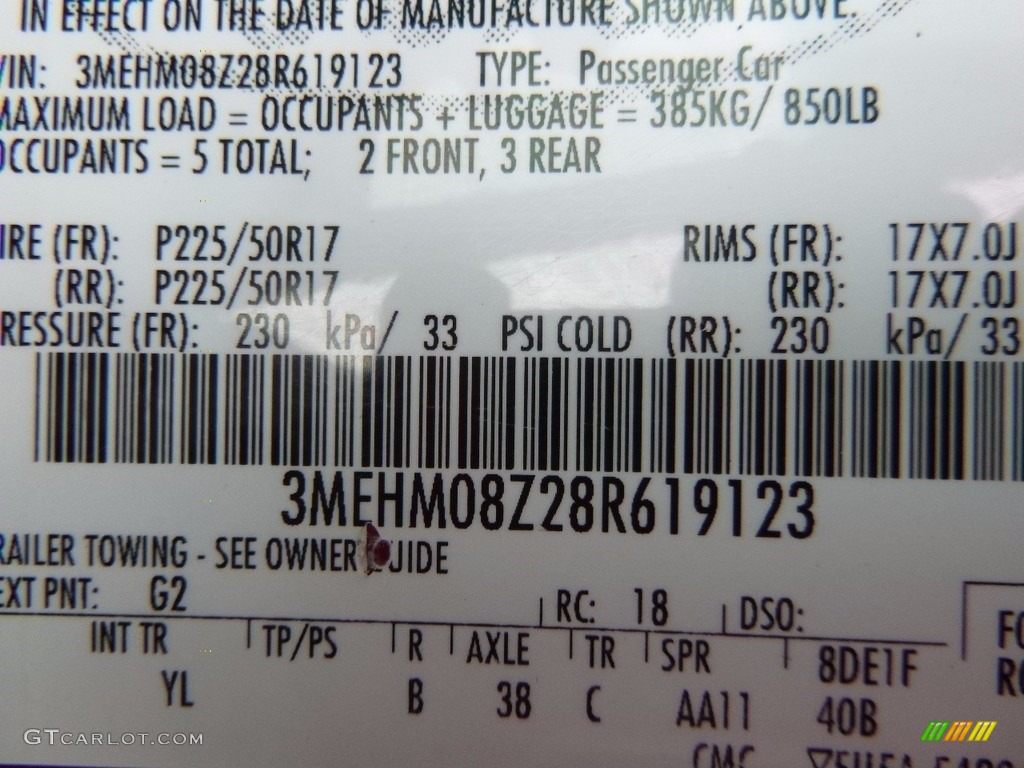 IN EFFECT ON THE DATE OF MANUFACTURE SHOWN ABOVE.
VIN: 3MEHM08Z28R619123 TYPE: Passenger Car
MAXIMUM LOAD = OCCUPANTS + LUGGAGE = 385KG/ 850LB
OCCUPANTS = 5 TOTAL; 2 FRONT, 3 REAR
IRE (FR): P225/50R17 RIMS (FR): 17X7.0J
(RR): P225/50R17 (RR): 17X7.0J
RESSURE (FR): 230 kPa/ 33 PSI COLD (RR): 230 kPa/ 33
3MEHM08Z28R619123
RAILER TOWING - SEE OWNER GUIDE
EXT PNT: G2 RC: 18 DSO:
INT TR TP/PS R AXLE TR SPR 8DE1F
YL B 38 C AA11 40B
CMC
GTCARLOT.COM